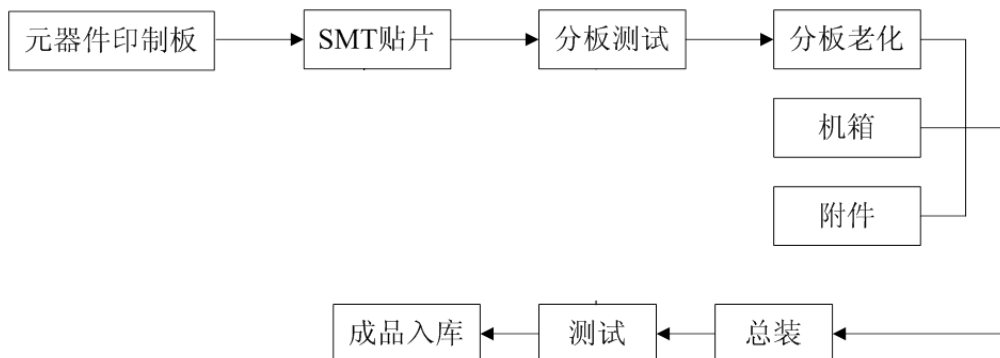 元器件印制板
SMT贴片
分板测试
分板老化
机箱
附件
成品入库
测试
总装